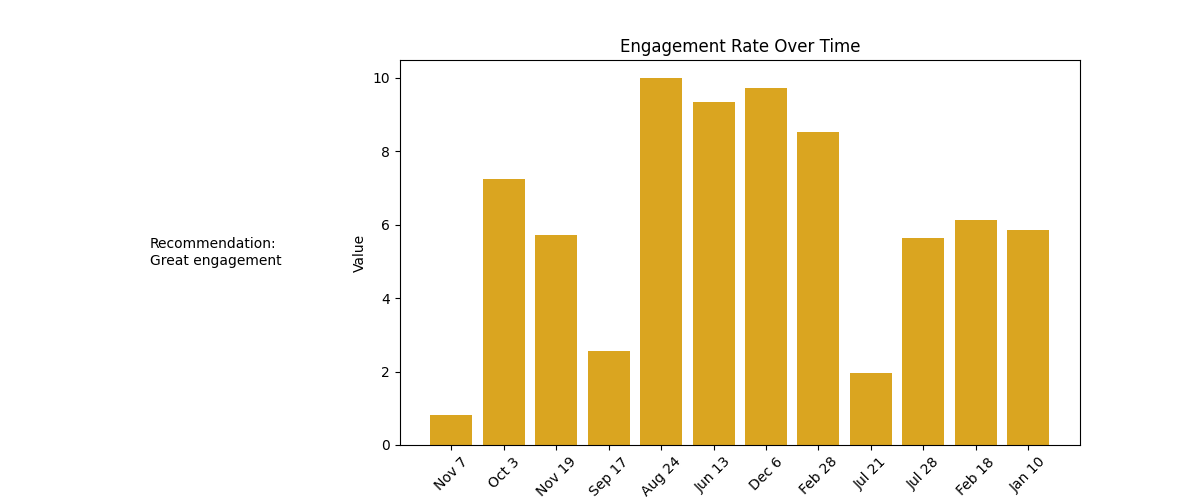 Engagement Rate Over Time
Recommendation:
Great engagement
Value
10
8
6
4
2
0
Nov 7
Oct 3
Nov 19
Sep 17
Aug 24
Jun 13
Dec 6
Feb 28
Jul 21
Jul 28
Feb 18
Jan 10